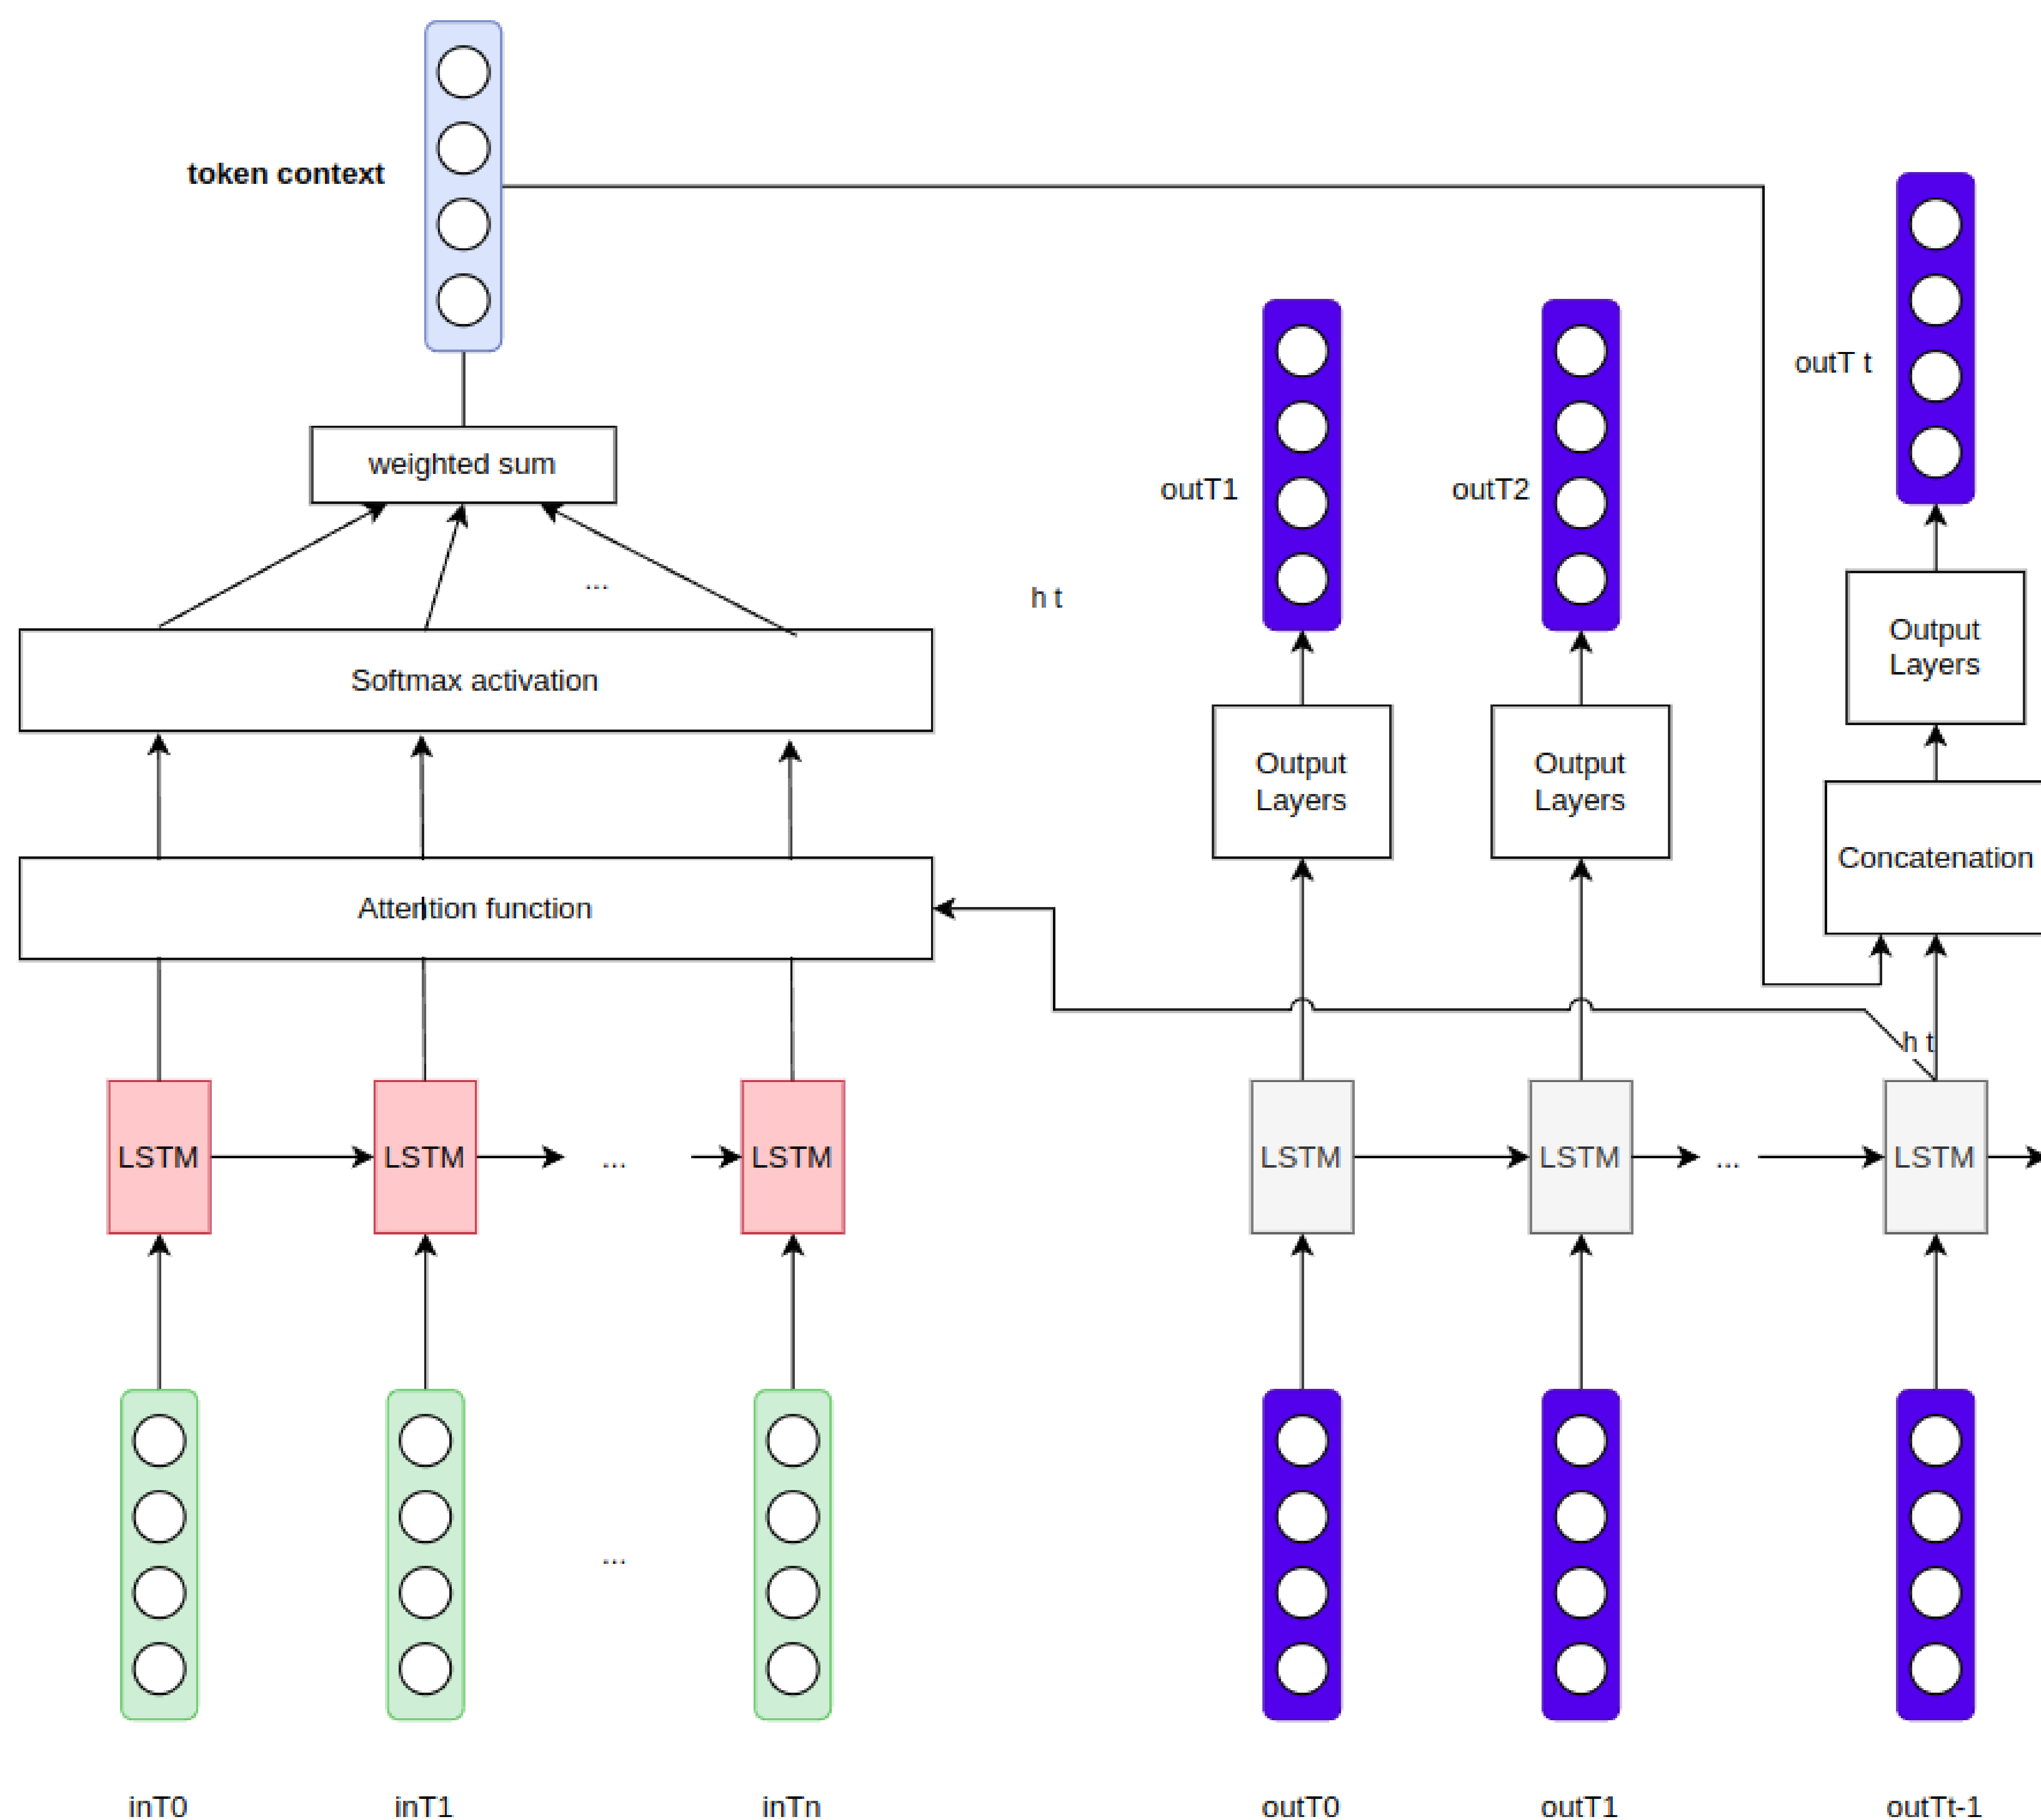 token context
outT t
weighted sum
outT1
outT2
...
h t
Output
Layers
Softmax activation
Output
Layers
Output
Layers
Concatenation
Attention function
h t
LSTM
LSTM
...
LSTM
LSTM
LSTM
...
LSTM
...
inT0
inT1
inTn
outT0
outT1
outTt-1